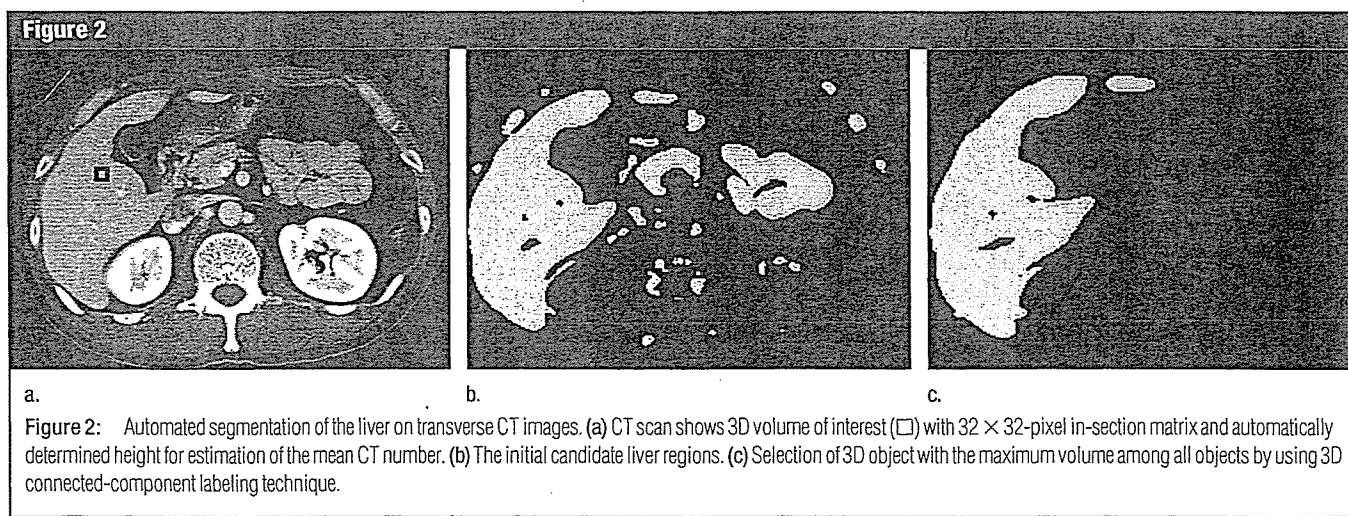 Figure 2
a.
b.
c.
Figure 2: Automated segmentation of the liver on transverse CT images. (a) CT scan shows 3D volume of interest (□) with 32 × 32-pixel in-section matrix and automatically
determined height for estimation of the mean CT number. (b) The initial candidate liver regions. (c) Selection of 3D object with the maximum volume among all objects by using 3D
connected-component labeling technique.